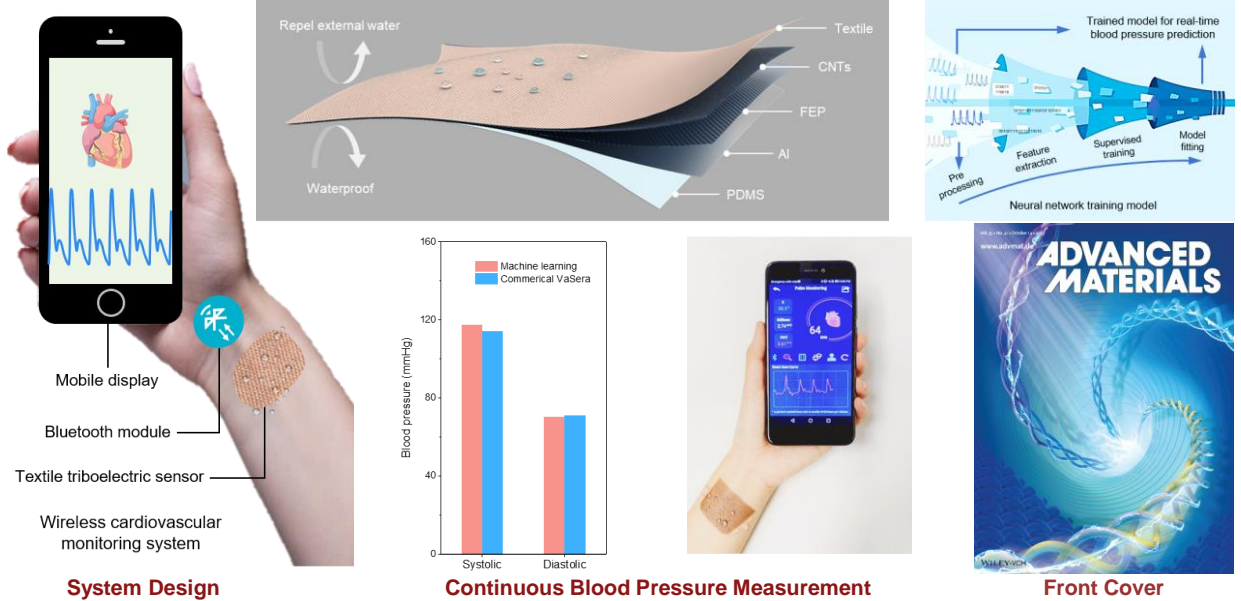 Mobile display
Bluetooth module
Textile triboelectric sensor
Wireless cardiovascular
monitoring system
System Design
Repel external water
Waterproof
Textile
CNTs
FEP
Al
PDMS
160
120
80
40
0
Blood pressure (mmHg)
Machine learning
Commerical VaSera
Systolic
Diastolic
Pulse Monitoring
64
Continuous Blood Pressure Measurement
Trained model for real-time
blood pressure prediction
Pre
processing
Feature
extraction
Supervised
training
Model
fitting
Neural network training model
www.advmat.de
ADVANCED
MATERIALS
WILEY-VCH
Front Cover